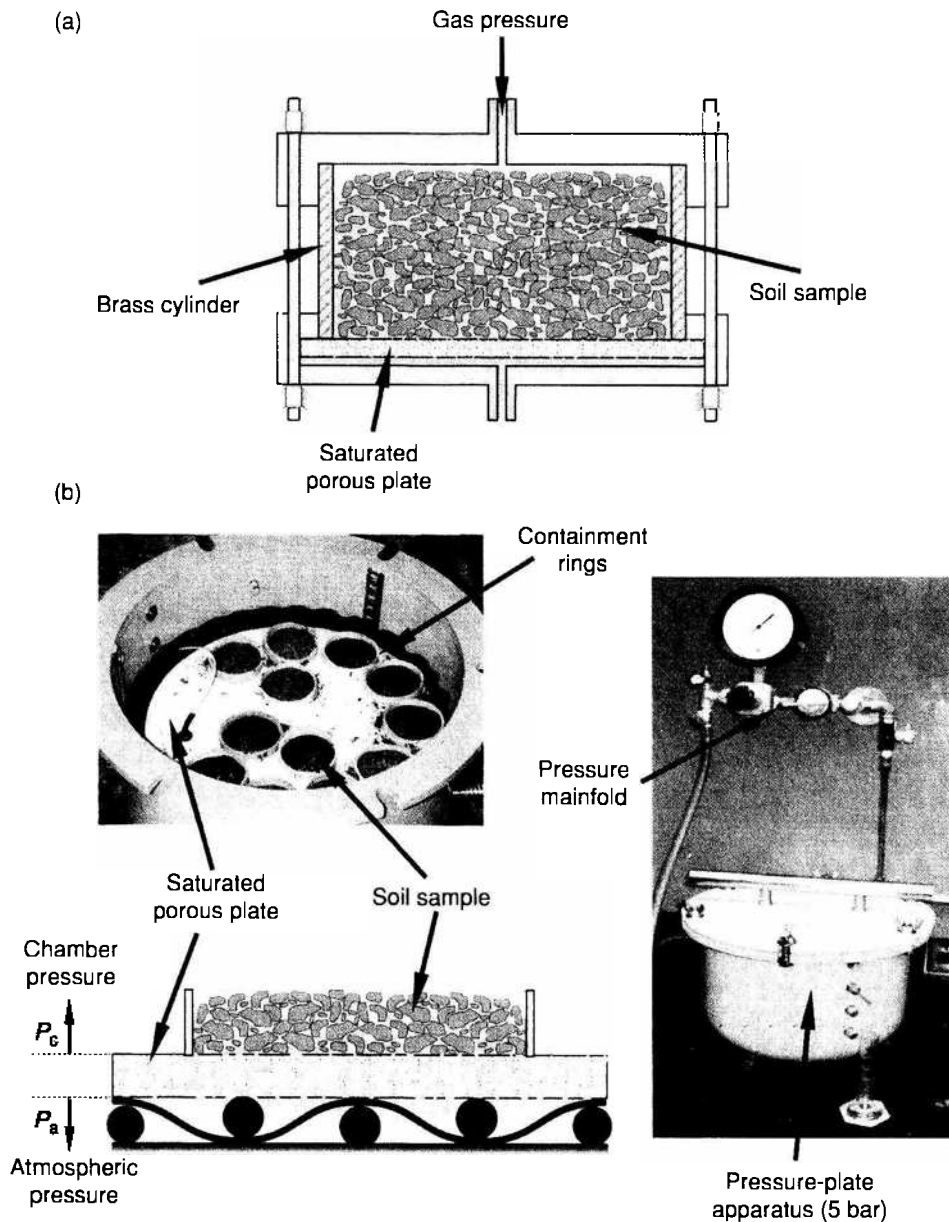 (a)
Gas pressure
Brass cylinder
Soil sample
Saturated
porous plate
(b)
Containment
rings
3
Pressure
mainfold
Saturated
porous plate
Soil sample
Chamber
pressure
P_c
P_a
Atmospheric
pressure
Pressure-plate
apparatus (5 bar)